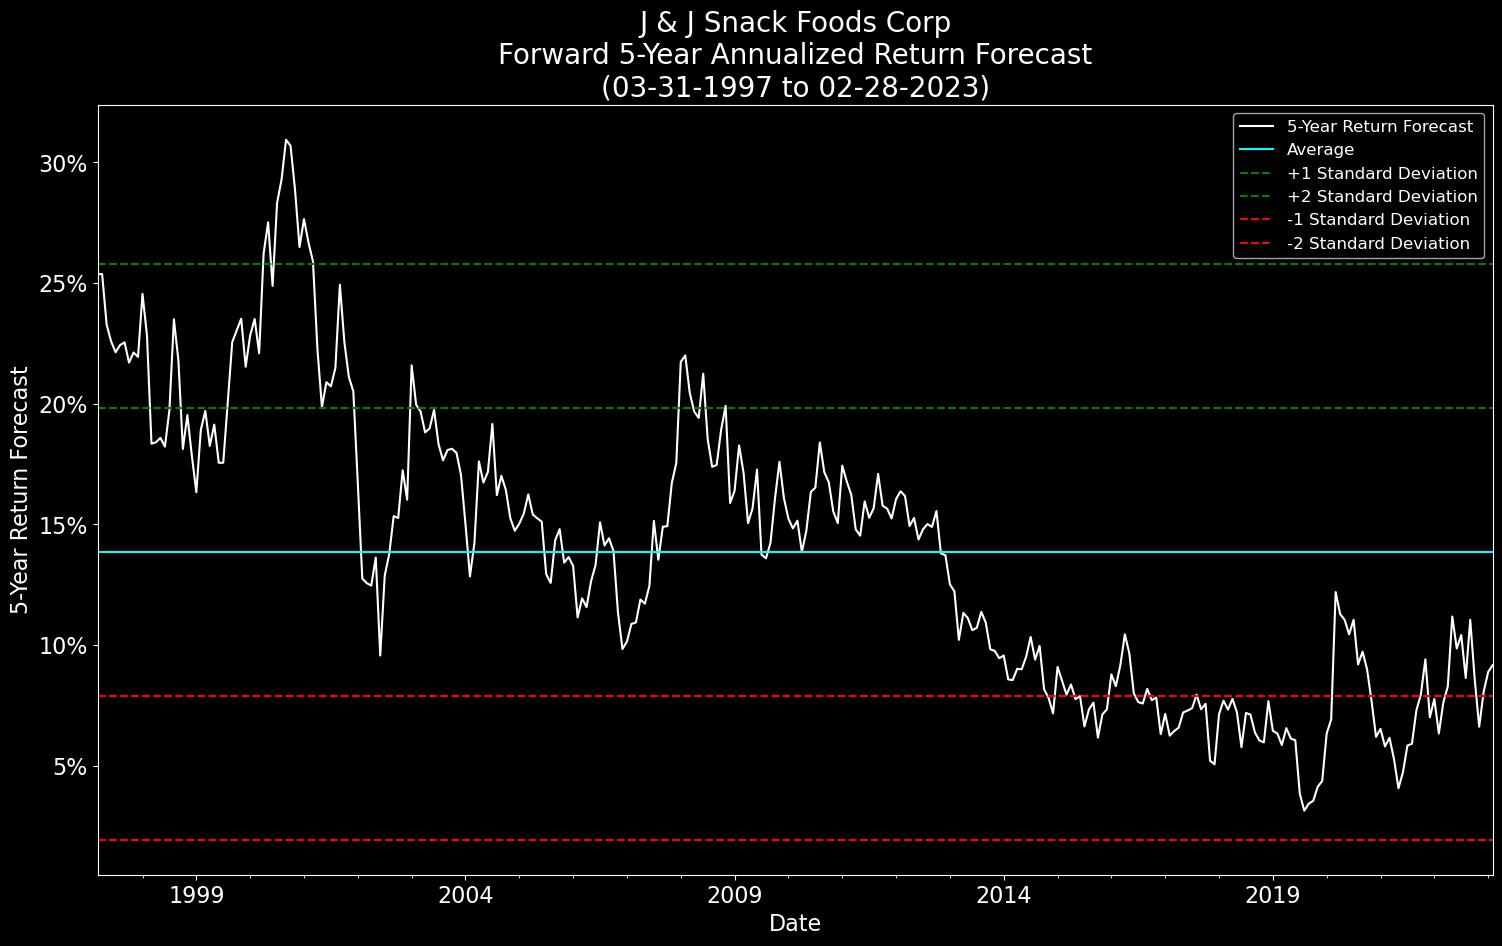 J & J Snack Foods Corp
Forward 5-Year Annualized Return Forecast
(03-31-1997 to 02-28-2023)
5-Year Return Forecast
Average
+1 Standard Deviation
+2 Standard Deviation
-1 Standard Deviation
-2 Standard Deviation
5-Year Return Forecast
30%
25%
20%
15%
10%
5%
1999
2004
2009
2014
2019
Date